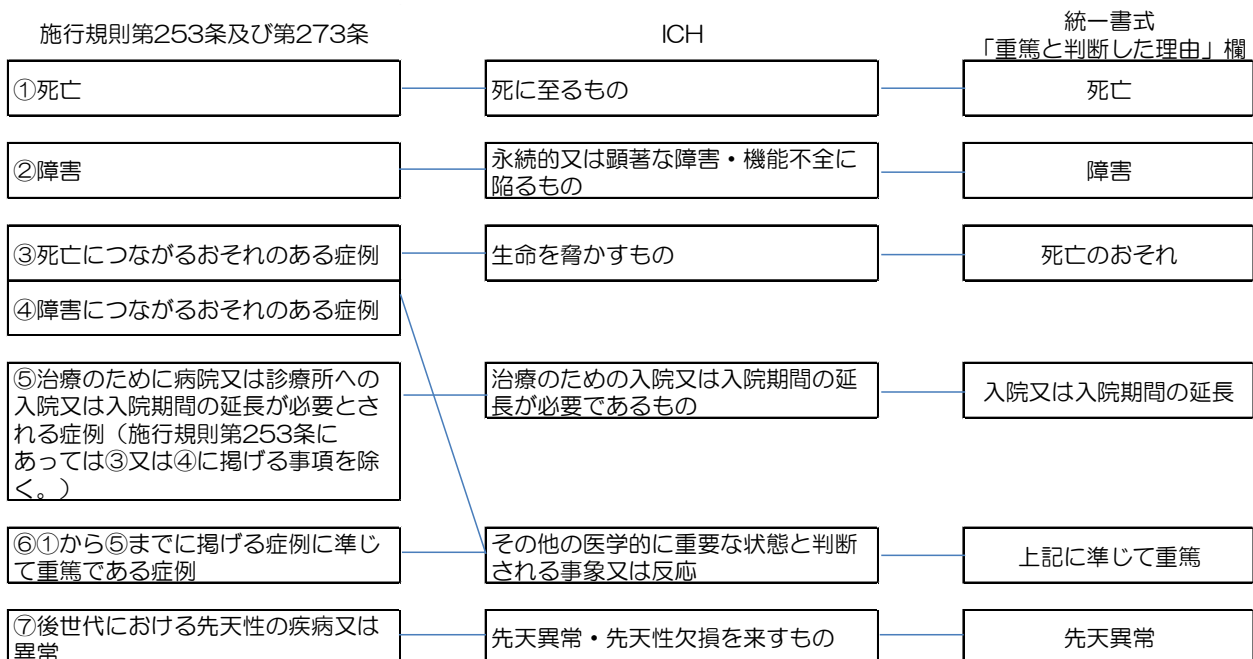 施行規則第253条及び第273条
ICH
統一書式
「重篤と判断した理由」欄
①死亡
死に至るもの
死亡
②障害
永続的又は顕著な障害・機能不全に
陥るもの
障害
③死亡につながるおそれのある症例
生命を脅かすもの
死亡のおそれ
④障害につながるおそれのある症例
⑤治療のために病院又は診療所への
入院又は入院期間の延長が必要とさ
れる症例（施行規則第253条に
あっては③又は④に掲げる事項を除
く。）
治療のための入院又は入院期間の延
長が必要であるもの
入院又は入院期間の延長
⑥①から⑤までに掲げる症例に準じ
て重篤である症例
その他の医学的に重要な状態と判断
される事象又は反応
上記に準じて重篤
⑦後世代における先天性の疾病又は
異常
先天異常・先天性欠損を来すもの
先天異常